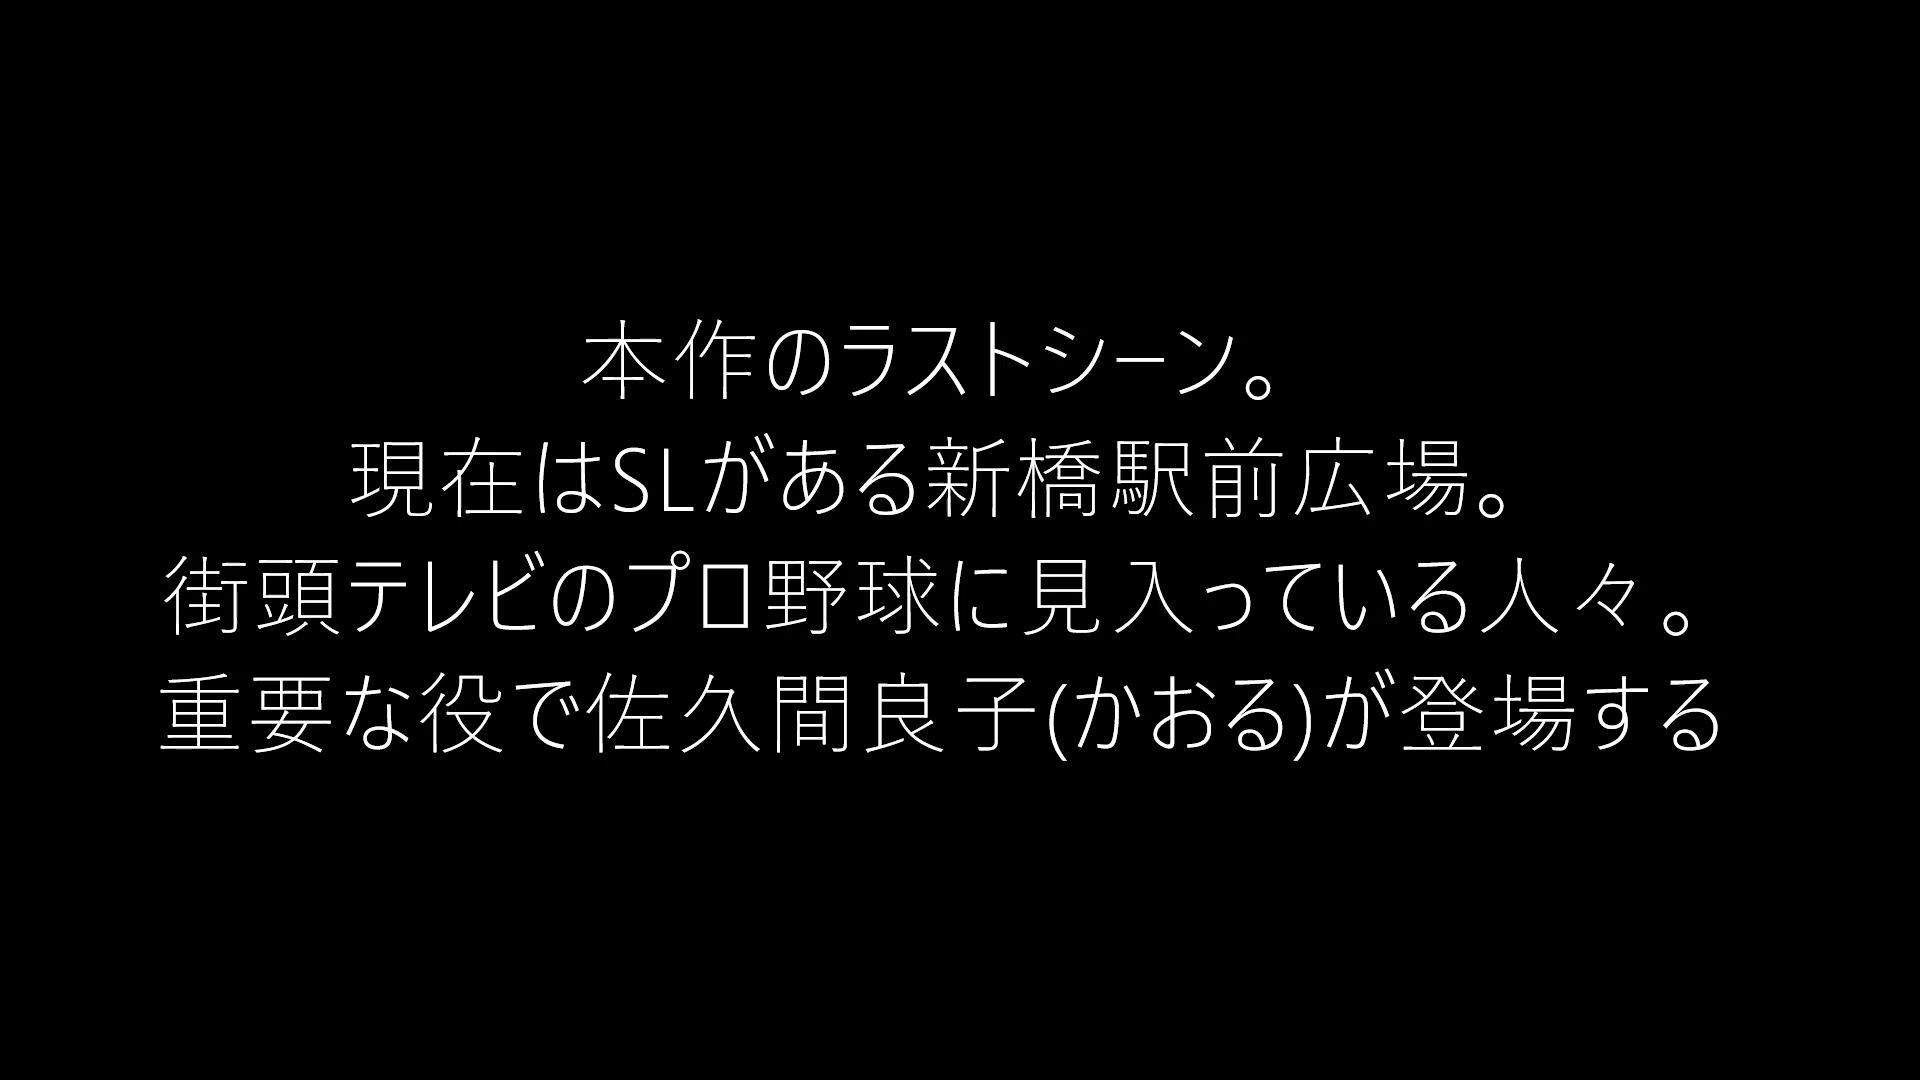 本作のラストシーン。
現在はSLがある新橋駅前広場。
街頭テレビのプロ野球に見入っている人々。
重要な役で佐久間良子(かおる)が登場する